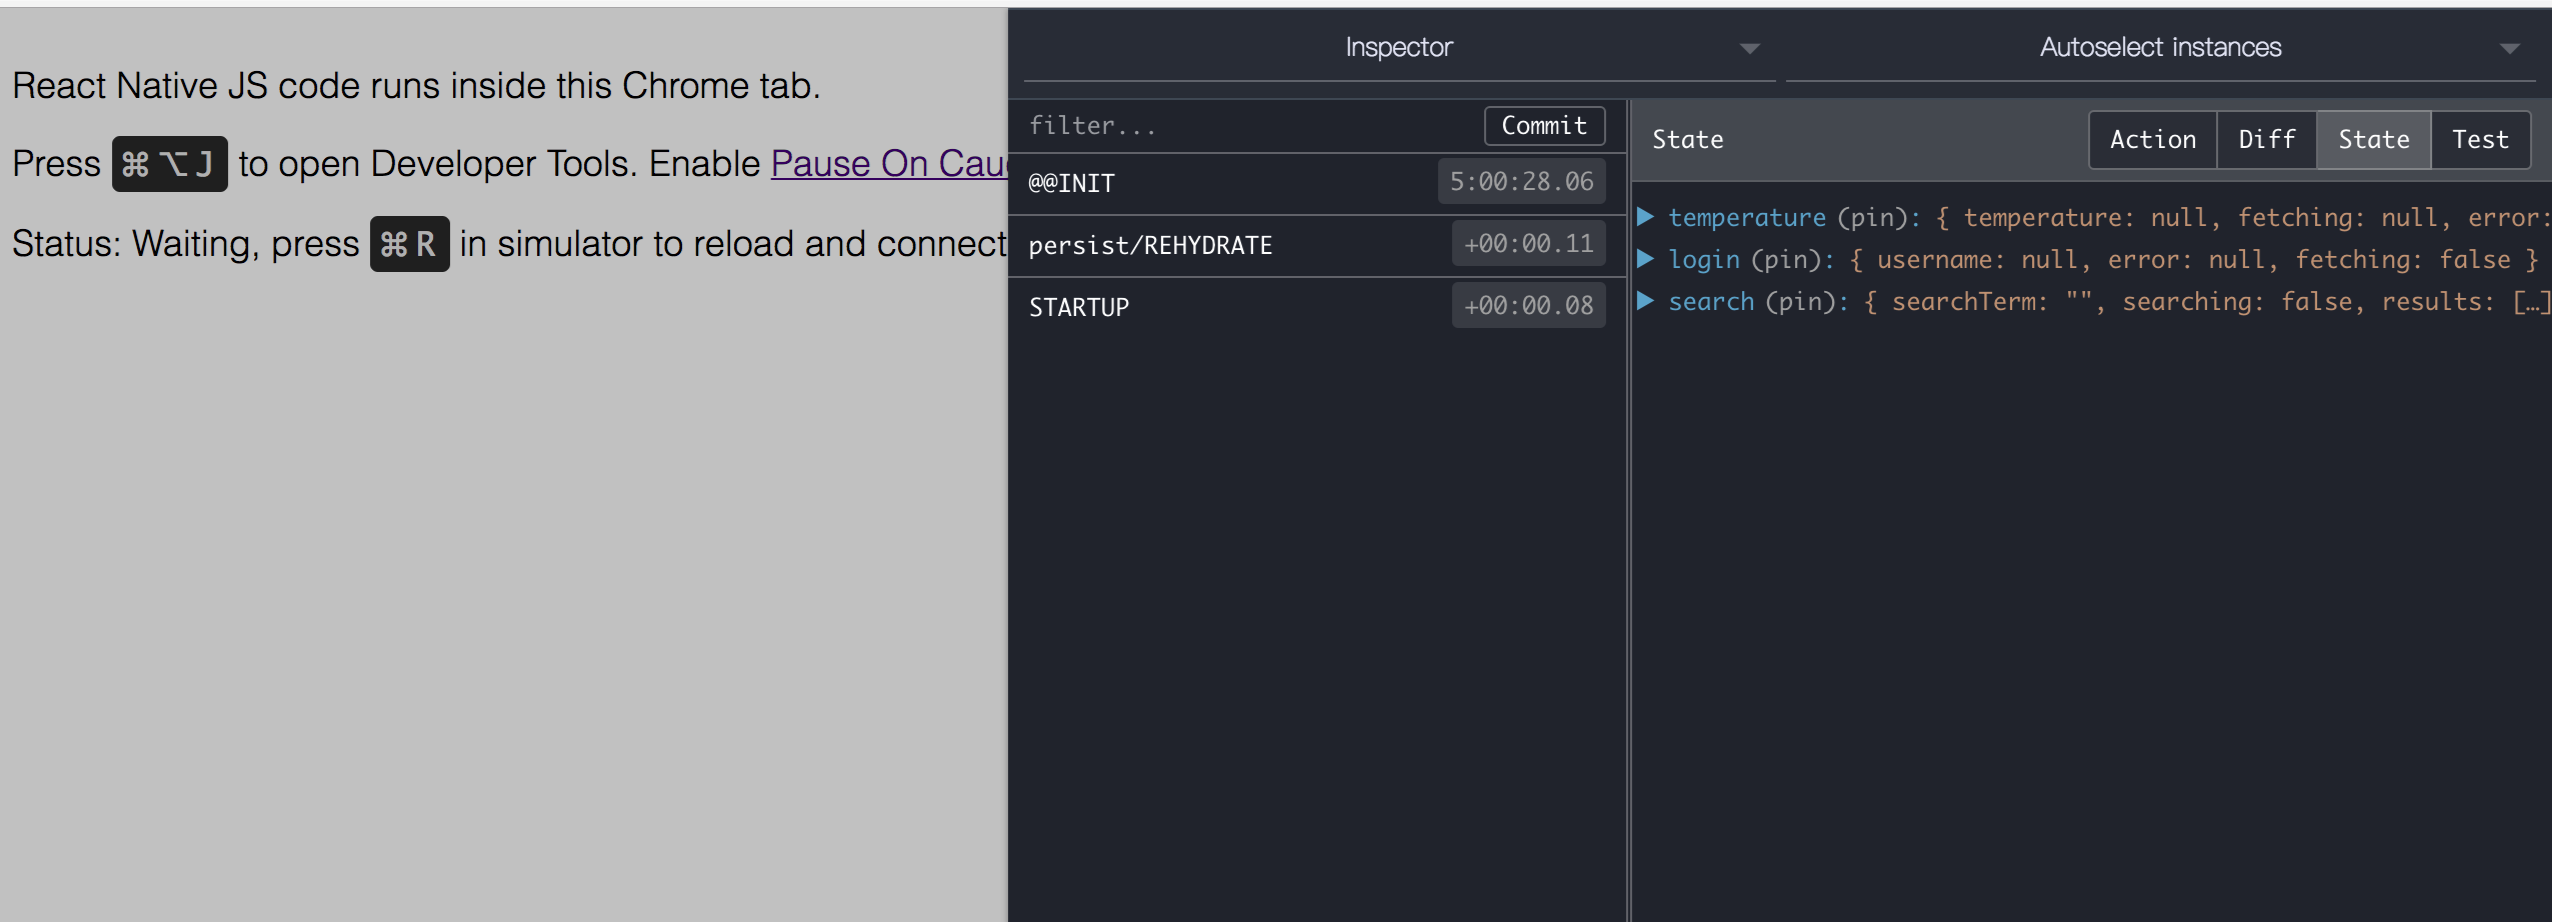 React Native JS code runs inside this Chrome tab.
Press ⌘⌥J to open Developer Tools. Enable Pause On Cau
Status: Waiting, press ⌘R in simulator to reload and connect
Inspector
Autoselect instances
filter...
Commit
@@INIT
5:00:28.06
persist/REHYDRATE
+00:00.11
STARTUP
+00:00.08
State
Action Diff State Test
temperature (pin): { temperature: null, fetching: null, error:
login (pin): { username: null, error: null, fetching: false }
search (pin): { searchTerm: "", searching: false, results: […]